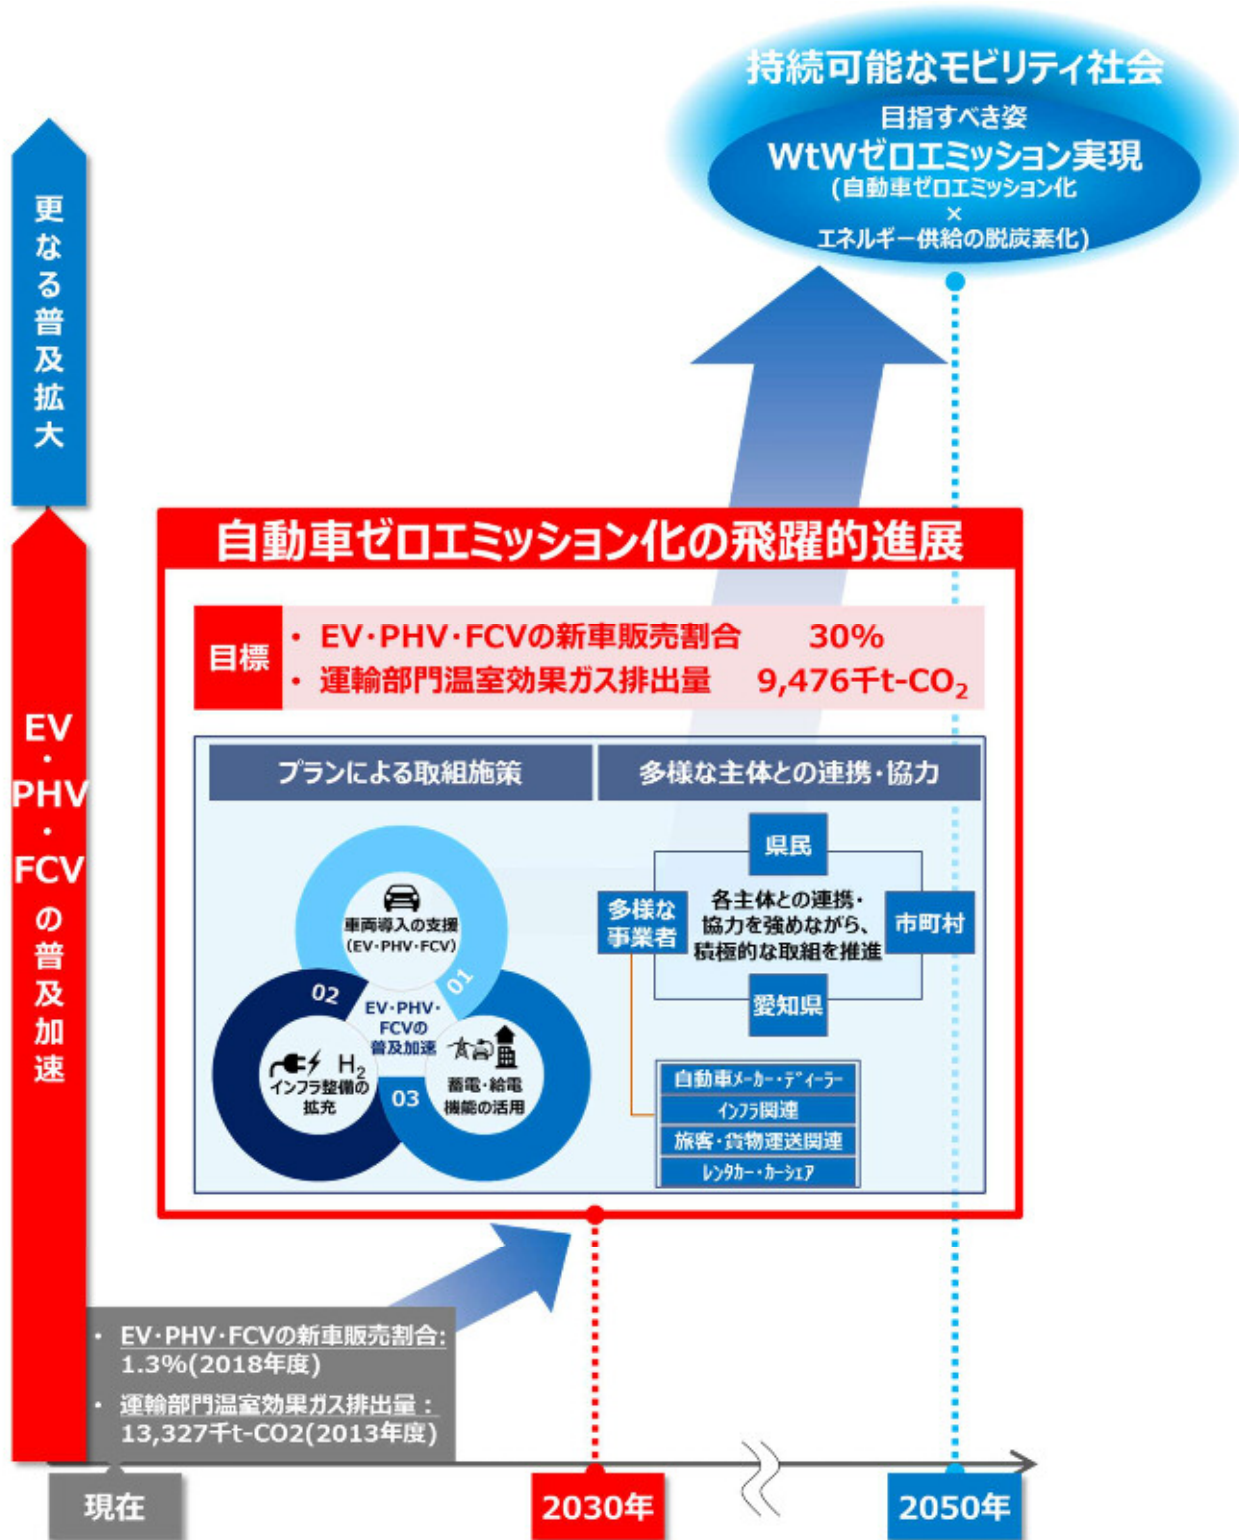 持続可能なモビリティ社会
目指すべき姿
WtWゼロエミッション実現
(自動車ゼロエミッション化
×
エネルギー供給の脱炭素化)
更なる普及拡大
EV・PHV・FCVの普及加速
自動車ゼロエミッション化の飛躍的進展
目標
・ EV・PHV・FCVの新車販売割合 30%
・ 運輸部門温室効果ガス排出量 9,476千t-CO2
プランによる取組施策
車両導入の支援
(EV・PHV・FCV)
01
02
EV・PHV・
FCVの
普及加速
H2
インフラ整備の
拡充
03
蓄電・給電
機能の活用
多様な主体との連携・協力
県民
多様な
事業者
各主体との連携・
協力を強めながら、
積極的な取組を推進
市町村
愛知県
自動車メーカー・ディーラー
インフラ関連
旅客・貨物運送関連
レンタカー・カーシェア
・ EV・PHV・FCVの新車販売割合:
1.3%(2018年度)
・ 運輸部門温室効果ガス排出量：
13,327千t-CO2(2013年度)
現在
2030年
2050年